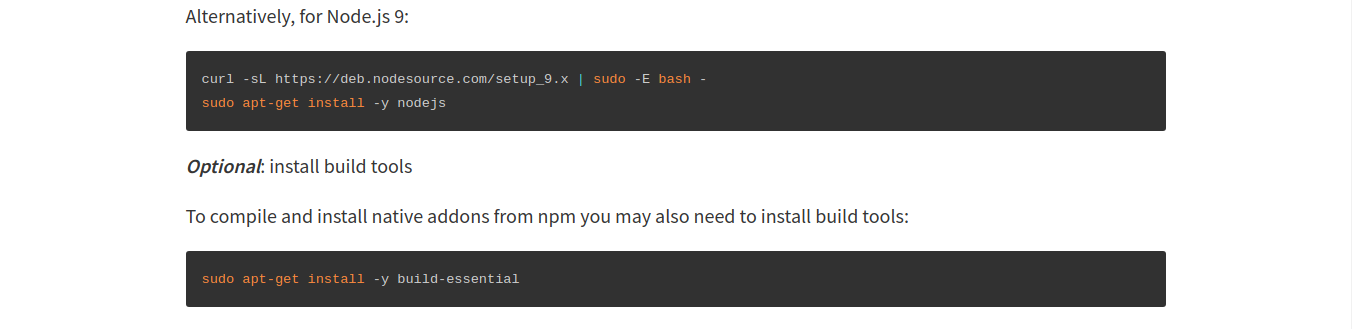 Alternatively, for Node.js 9:
curl -sL https://deb.nodesource.com/setup_9.x | sudo -E bash -
sudo apt-get install -y nodejs
Optional: install build tools
To compile and install native addons from npm you may also need to install build tools:
sudo apt-get install -y build-essential